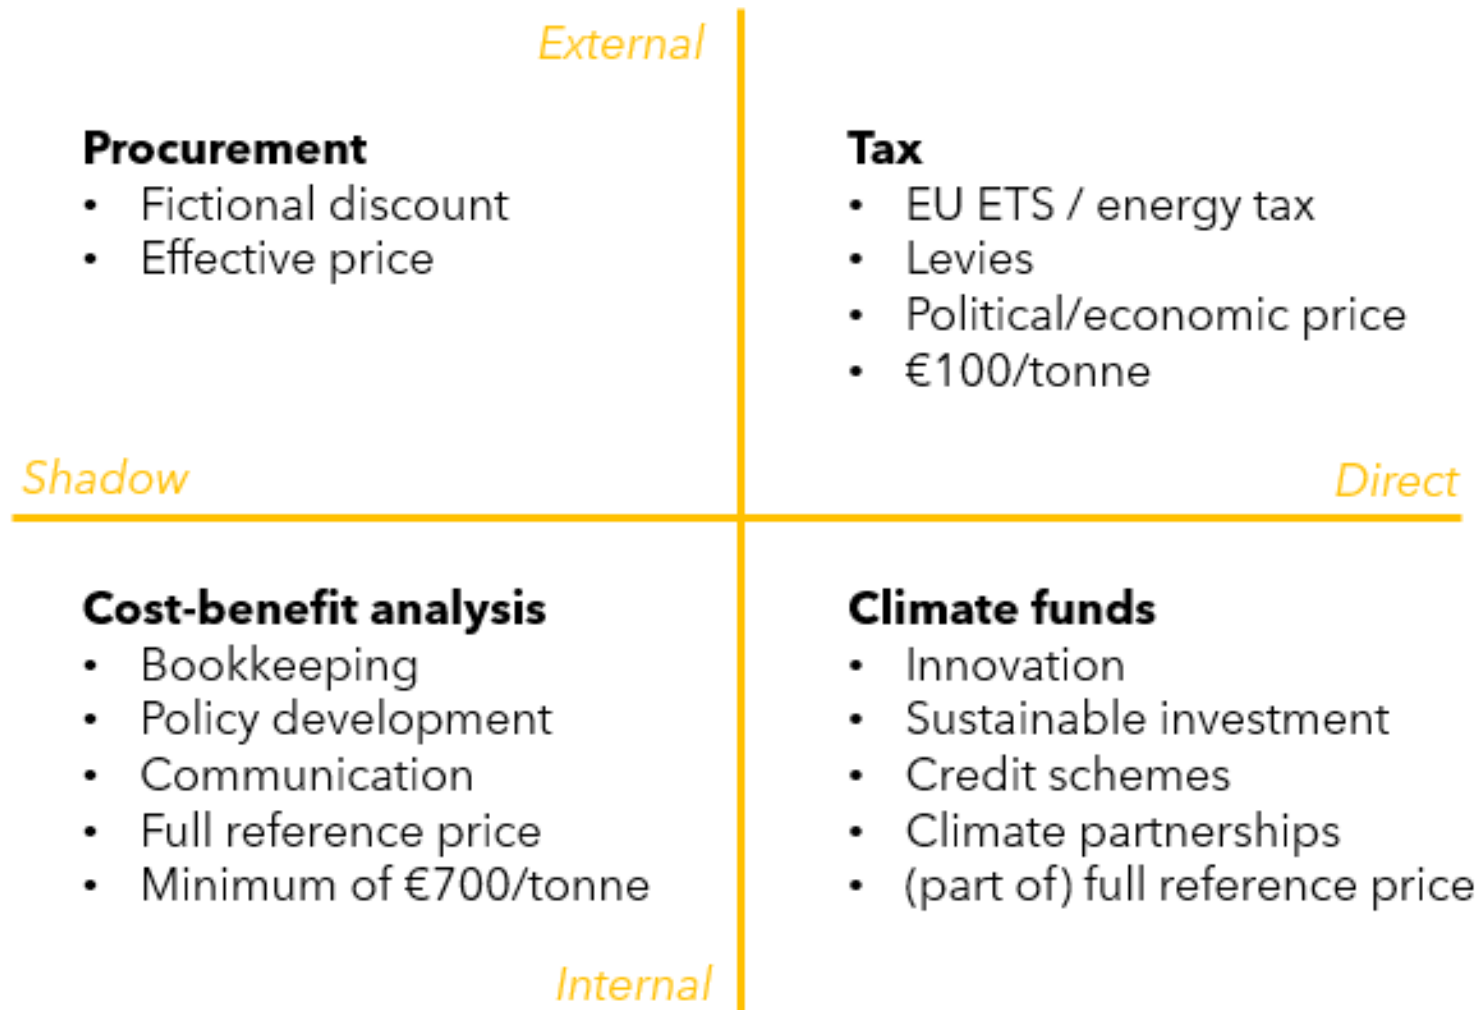 External
Procurement
• Fictional discount
• Effective price
Tax
• EU ETS / energy tax
• Levies
• Political/economic price
• €100/tonne
Shadow
Direct
Cost-benefit analysis
• Bookkeeping
• Policy development
• Communication
• Full reference price
• Minimum of €700/tonne
Climate funds
• Innovation
• Sustainable investment
• Credit schemes
• Climate partnerships
• (part of) full reference price
Internal